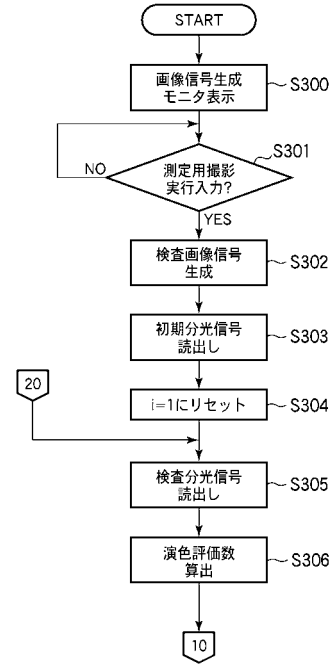 START
画像信号生成
モニタ表示
S300
S301
測定用撮影
実行入力?
NO
YES
検査画像信号
生成
S302
初期分光信号
読出し
S303
20
i=1にリセット
S304
検査分光信号
読出し
S305
演色評価数
算出
S306
10